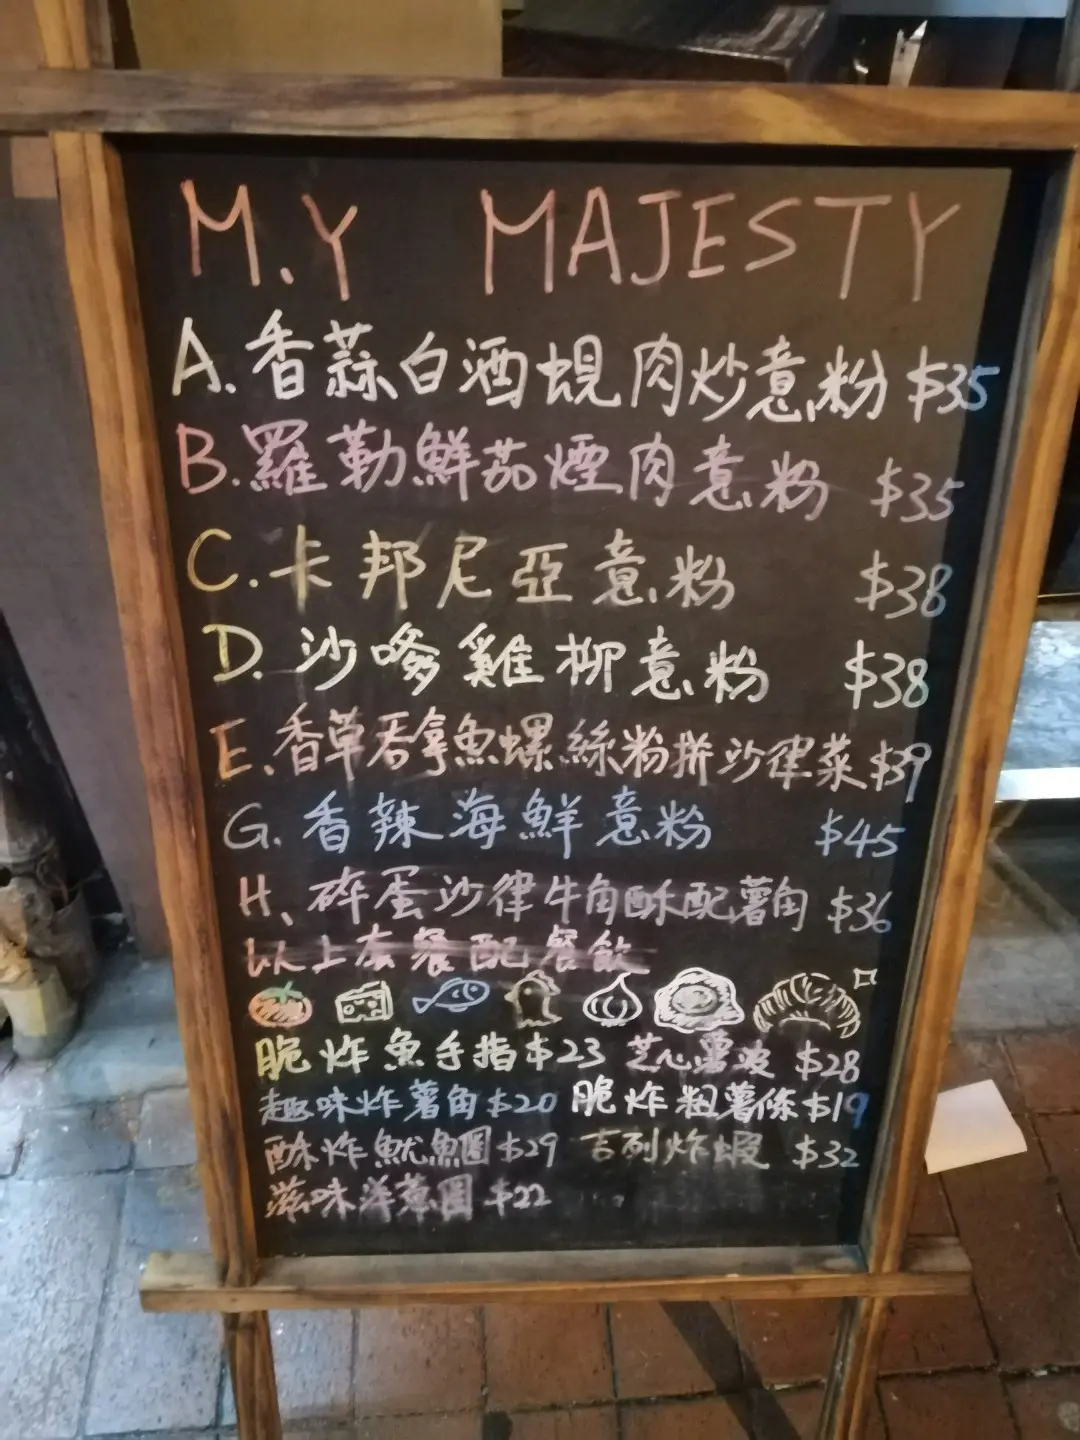 M.Y MAJESTY
A.香蒜白酒蜆肉炒意粉 $35
B.羅勒鮮茄煙肉意粉 $35
C.卡邦尼亞意粉 $38
D.沙嗲雞柳意粉 $38
E.香草吞拿魚螺絲粉拼沙律菜 $39
G.香辣海鮮意粉 $45
H、碎蛋沙律牛角酥配薯角 $36
以上套餐配餐飲
脆炸魚手指 $23 芝心薯波 $28
趣味炸薯角 $20 脆炸粗薯條 $19
酥炸魷魚圈 $29 吉列炸蝦 $32
滋味洋蔥圈 $22